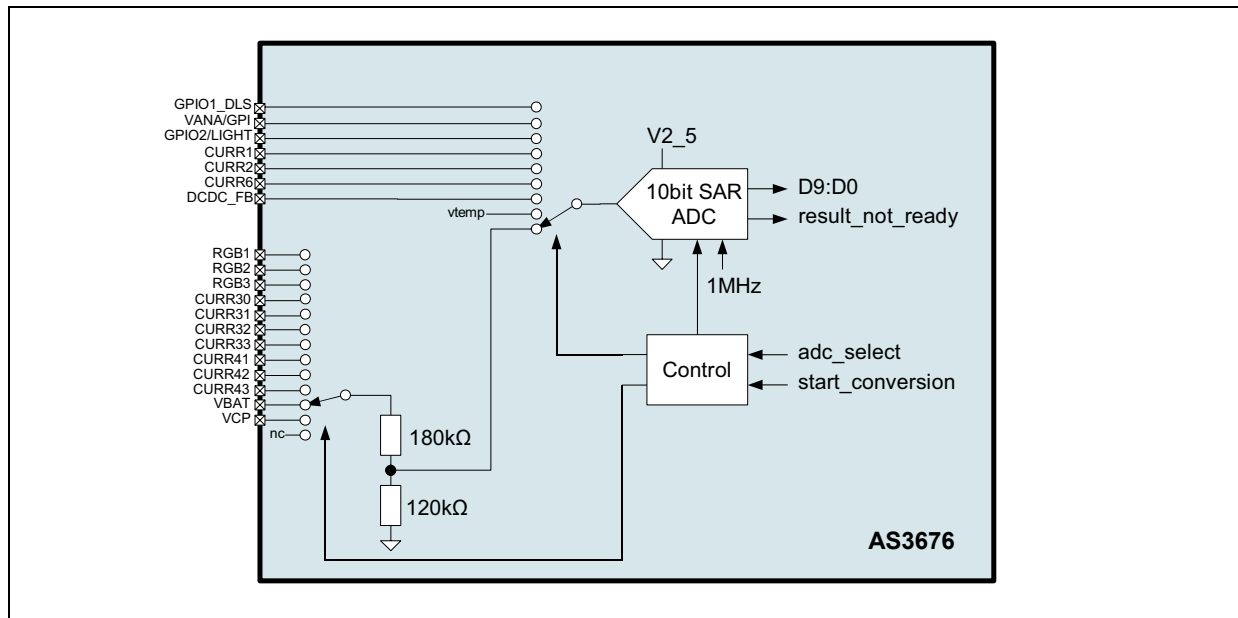 GPIO1_DLS
VANA/GPI
GPIO2/LIGHT
CURR1
CURR2
CURR6
DCDC_FB
vtemp
V2_5
10bit SAR
ADC
D9:D0
result_not_ready
1MHz
RGB1
RGB2
RGB3
CURR30
CURR31
CURR32
CURR33
CURR41
CURR42
CURR43
VBAT
VCP
nc
Control
adc_select
start_conversion
180kΩ
120kΩ
AS3676